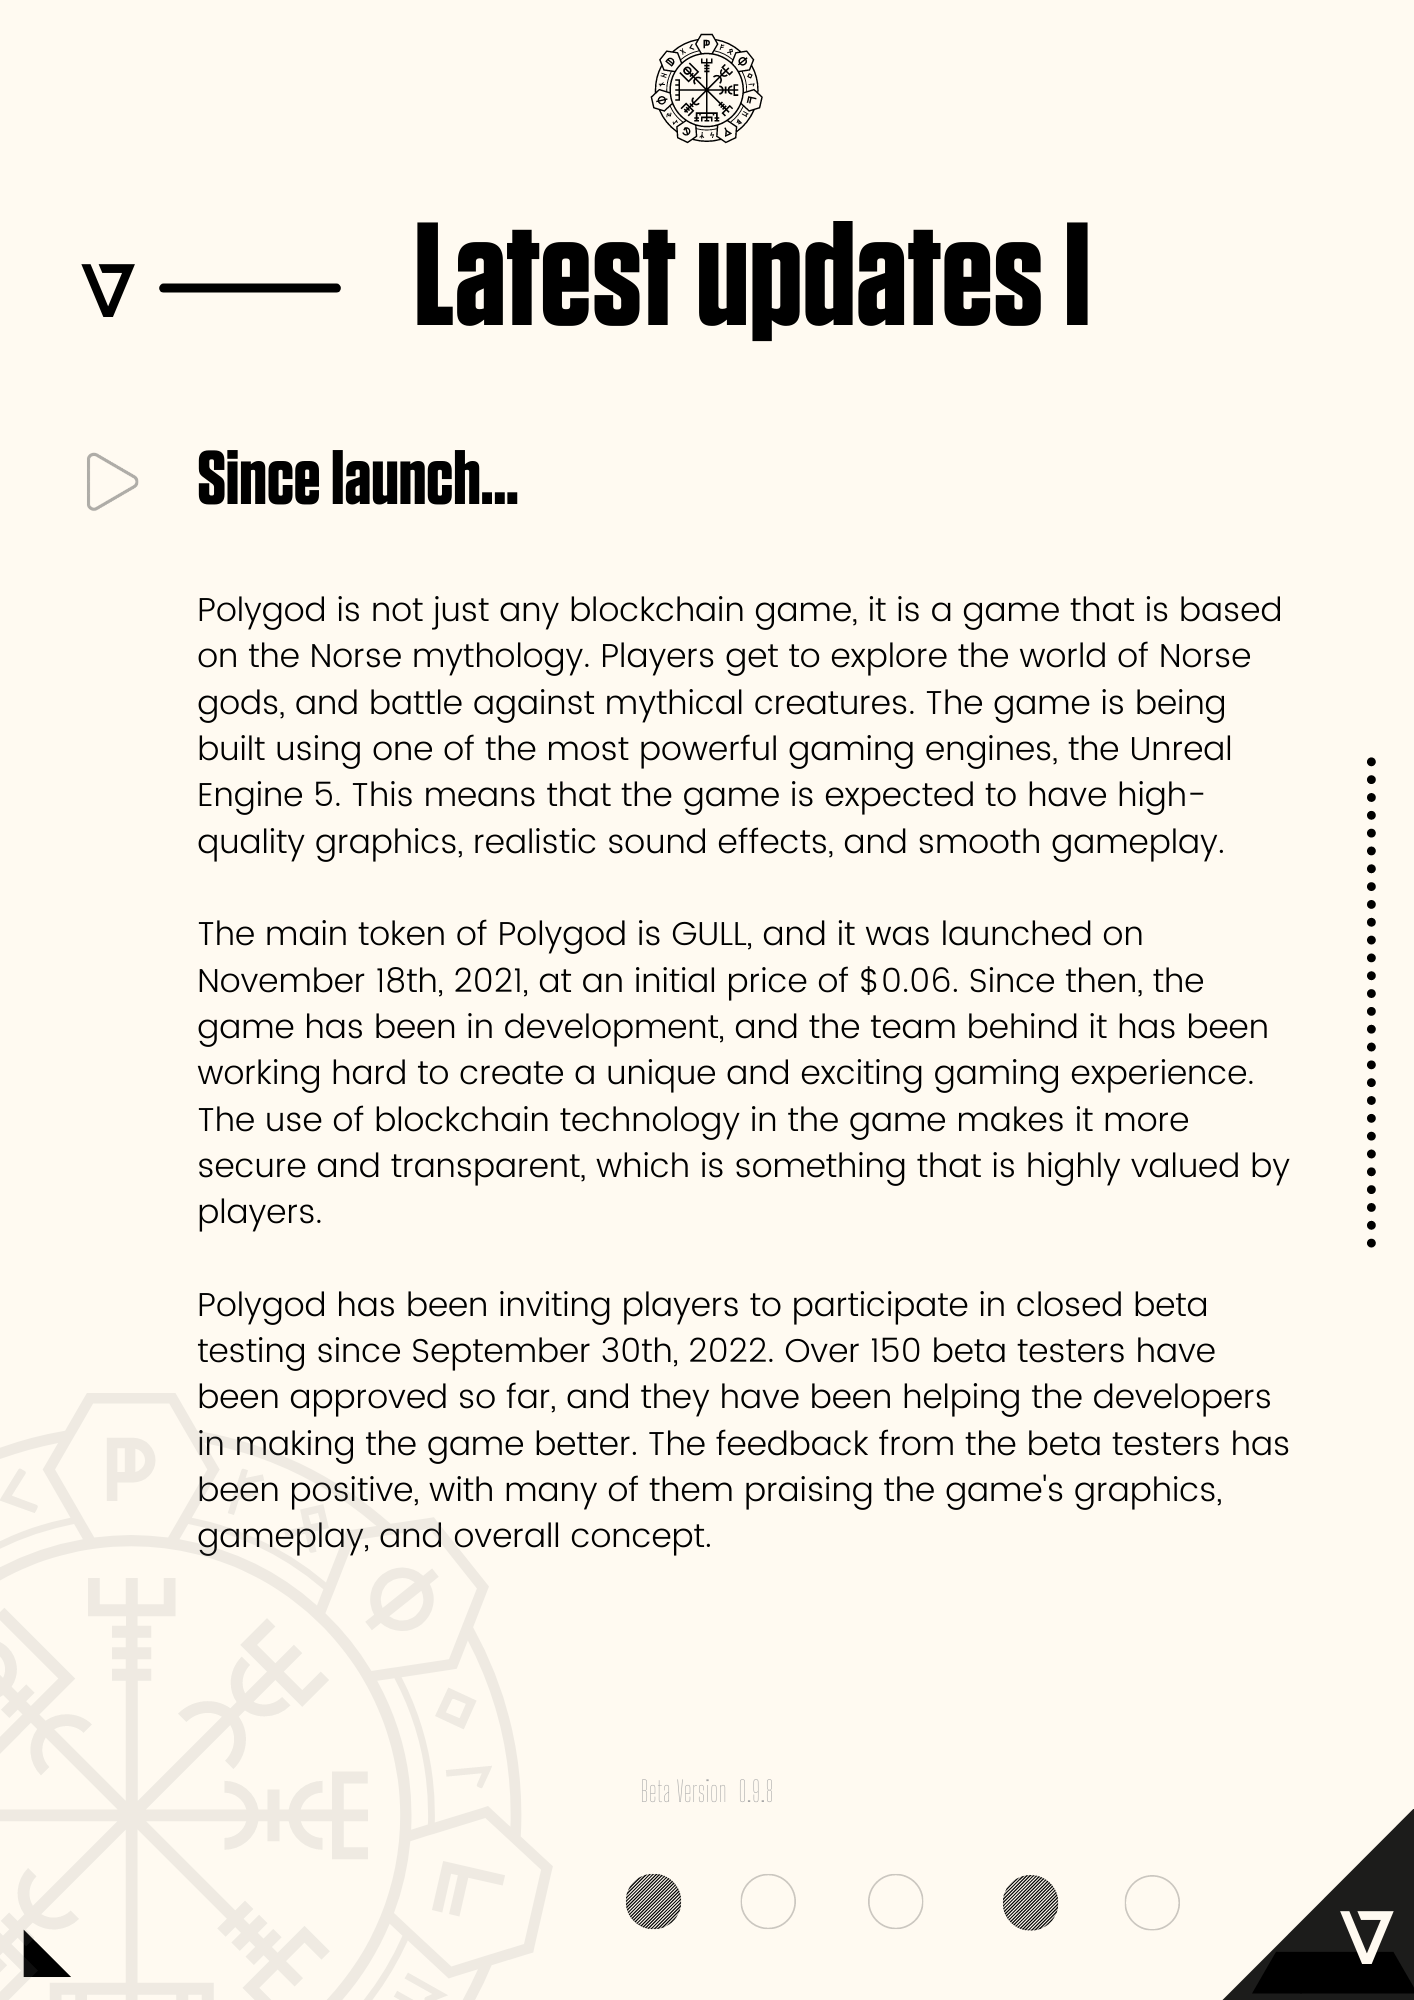 Latest updates I
Since launch...
Polygod is not just any blockchain game, it is a game that is based
on the Norse mythology. Players get to explore the world of Norse
gods, and battle against mythical creatures. The game is being
built using one of the most powerful gaming engines, the Unreal
Engine 5. This means that the game is expected to have high-
quality graphics, realistic sound effects, and smooth gameplay.
The main token of Polygod is GULL, and it was launched on
November 18th, 2021, at an initial price of $0.06. Since then, the
game has been in development, and the team behind it has been
working hard to create a unique and exciting gaming experience.
The use of blockchain technology in the game makes it more
secure and transparent, which is something that is highly valued by
players.
Polygod has been inviting players to participate in closed beta
testing since September 30th, 2022. Over 150 beta testers have
been approved so far, and they have been helping the developers
in making the game better. The feedback from the beta testers has
been positive, with many of them praising the game's graphics,
gameplay, and overall concept.
Beta Version 0.9.8